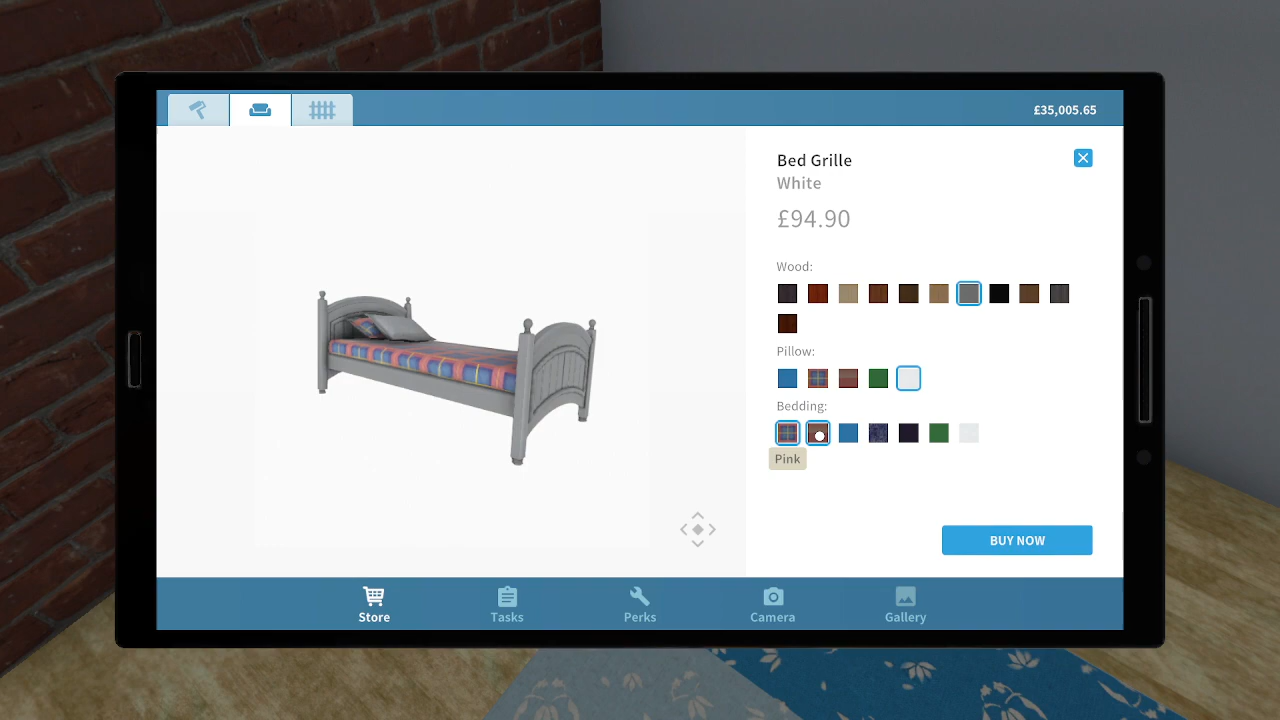 £35,005.65
Bed Grille
White
£94.90
Wood:
Pillow:
Bedding:
Pink
BUY NOW
Store
Tasks
Perks
Camera
Gallery